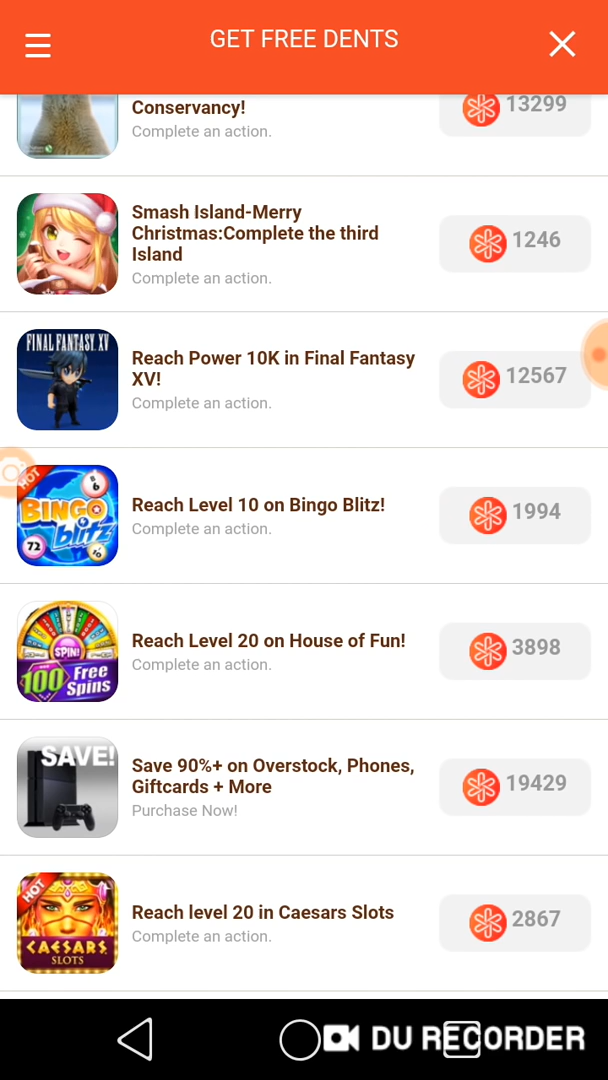 GET FREE DENTS
Conservancy!
13299
Complete an action.
Smash Island-Merry
Christmas:Complete the third
Island
1246
Complete an action.
FINAL FANTASY XV
Reach Power 10K in Final Fantasy
XV!
12567
Complete an action.
HOT
BINGO
blitz
72
Reach Level 10 on Bingo Blitz!
1994
Complete an action.
SPIN!
100 Free
Spins
Reach Level 20 on House of Fun!
3898
Complete an action.
SAVE!
Save 90%+ on Overstock, Phones,
Giftcards + More
19429
Purchase Now!
HOT
CAESARS
SLOTS
Reach level 20 in Caesars Slots
2867
Complete an action.
DU RECORDER